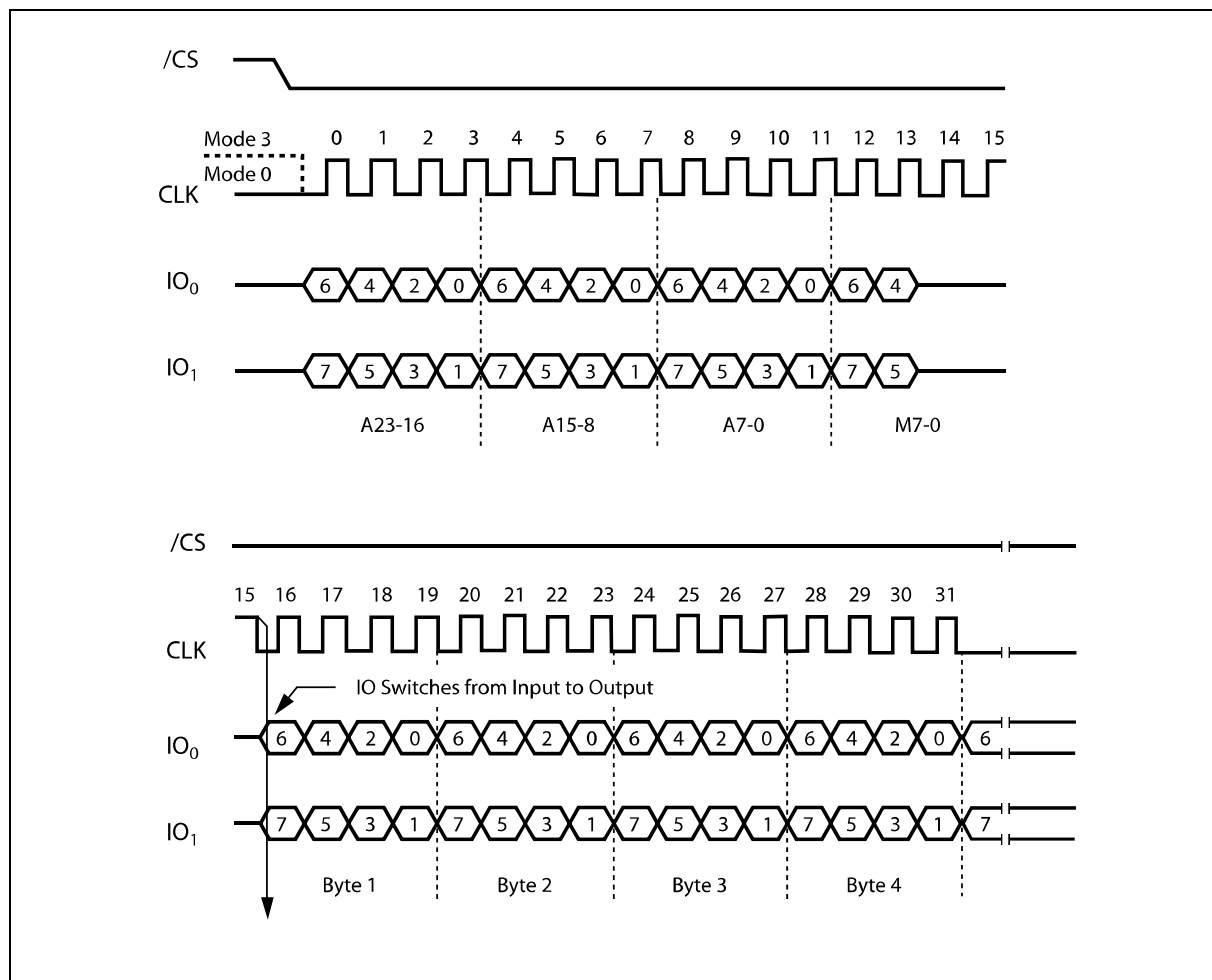 /CS
Mode 3
0 1 2 3 4 5 6 7 8 9 10 11 12 13 14 15
Mode 0
CLK
IO0 6 4 2 0 6 4 2 0 6 4 2 0 6 4
IO1 7 5 3 1 7 5 3 1 7 5 3 1 7 5
A23-16 A15-8 A7-0 M7-0
/CS
15 16 17 18 19 20 21 22 23 24 25 26 27 28 29 30 31
CLK
IO Switches from Input to Output
IO0 6 4 2 0 6 4 2 0 6 4 2 0 6 4 2 0 6
IO1 7 5 3 1 7 5 3 1 7 5 3 1 7 5 3 1 7
Byte 1 Byte 2 Byte 3 Byte 4